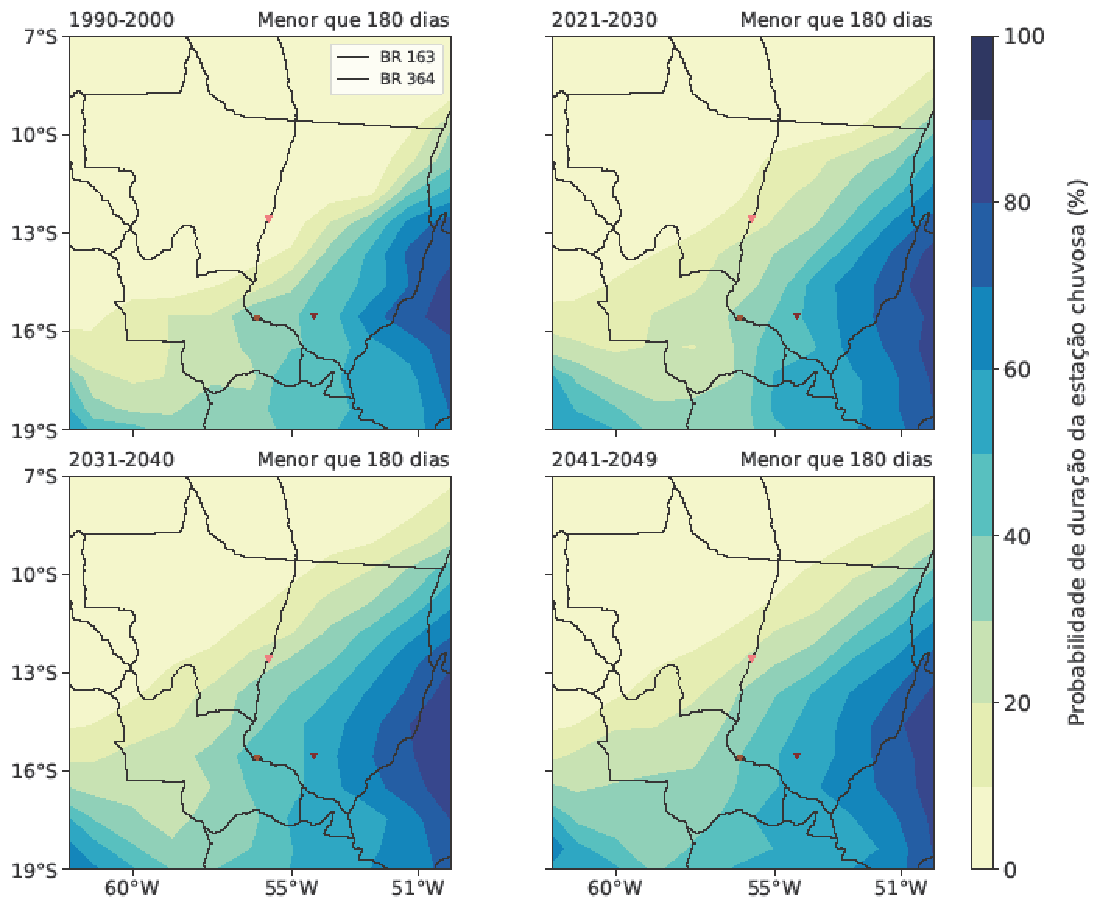 1990-2000 Menor que 180 dias
2021-2030 Menor que 180 dias
7°S
10°S
13°S
16°S
19°S
BR 163
BR 364
100
80
60
40
20
0
Probabilidade de duração da estação chuvosa (%)
2031-2040 Menor que 180 dias
2041-2049 Menor que 180 dias
7°S
10°S
13°S
16°S
19°S
60°W 55°W 51°W
60°W 55°W 51°W